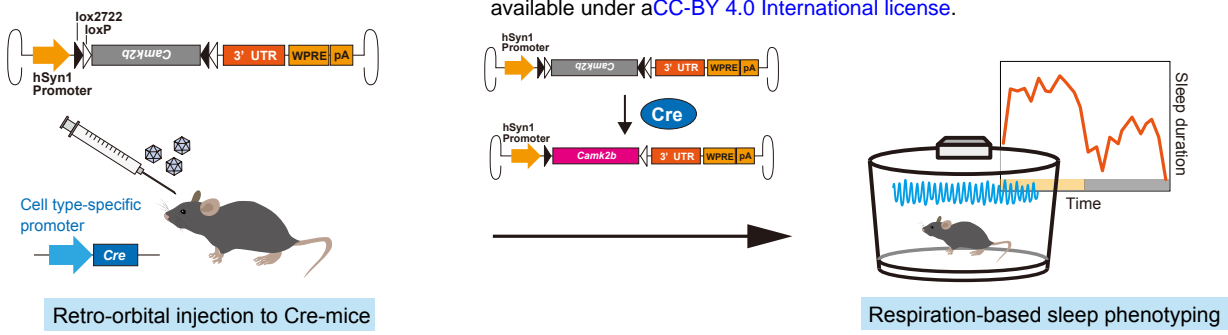 available under aCC-BY 4.0 International license.
lox2722
loxP
Camk2b
3' UTR
WPRE
pA
hSyn1
Promoter
Cell type-specific
promoter
Cre
Retro-orbital injection to Cre-mice
hSyn1
Promoter
Camk2b
3' UTR
WPRE
pA
Cre
hSyn1
Promoter
Camk2b
3' UTR
WPRE
pA
Sleep duration
Time
Respiration-based sleep phenotyping